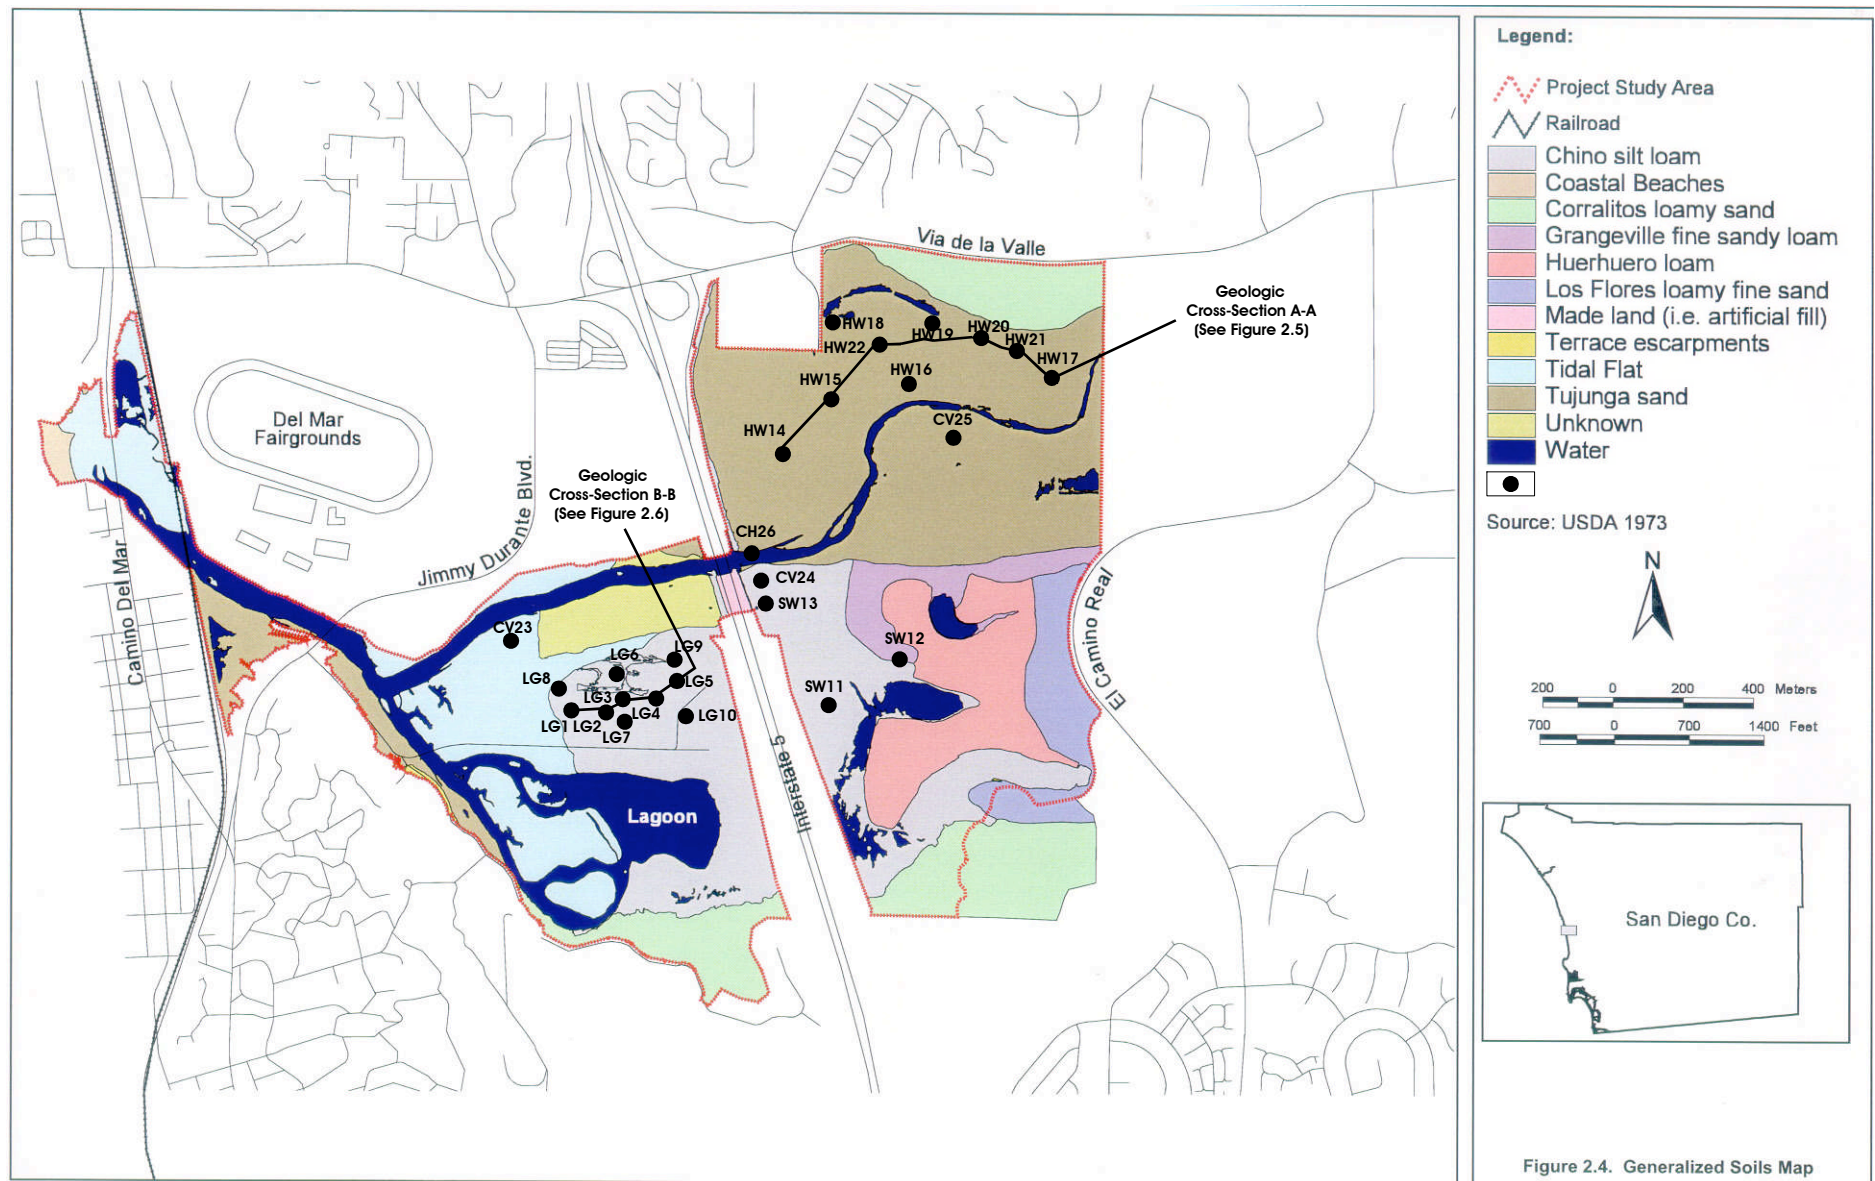 Via de la Valle
Geologic
Cross-Section A-A
(See Figure 2.5)
HW18
HW19
HW20
HW22
HW21
HW17
HW15
HW16
HW14
CV25
Del Mar
Fairgrounds
Jimmy Durante Blvd.
Geologic
Cross-Section B-B
(See Figure 2.6)
Camino Del Mar
CH26
CV24
SW13
CV23
SW12
LG9
LG6
LG8
LG5
LG3
SW11
LG1
LG2
LG4
LG10
LG7
El Camino Real
Interstate 5
Lagoon
Legend:
Project Study Area
Railroad
Chino silt loam
Coastal Beaches
Corralitos loamy sand
Grangeville fine sandy loam
Huerhuero loam
Los Flores loamy fine sand
Made land (i.e. artificial fill)
Terrace escarpments
Tidal Flat
Tujunga sand
Unknown
Water
Source: USDA 1973
N
200 0 200 400 Meters
700 0 700 1400 Feet
San Diego Co.
Figure 2.4. Generalized Soils Map